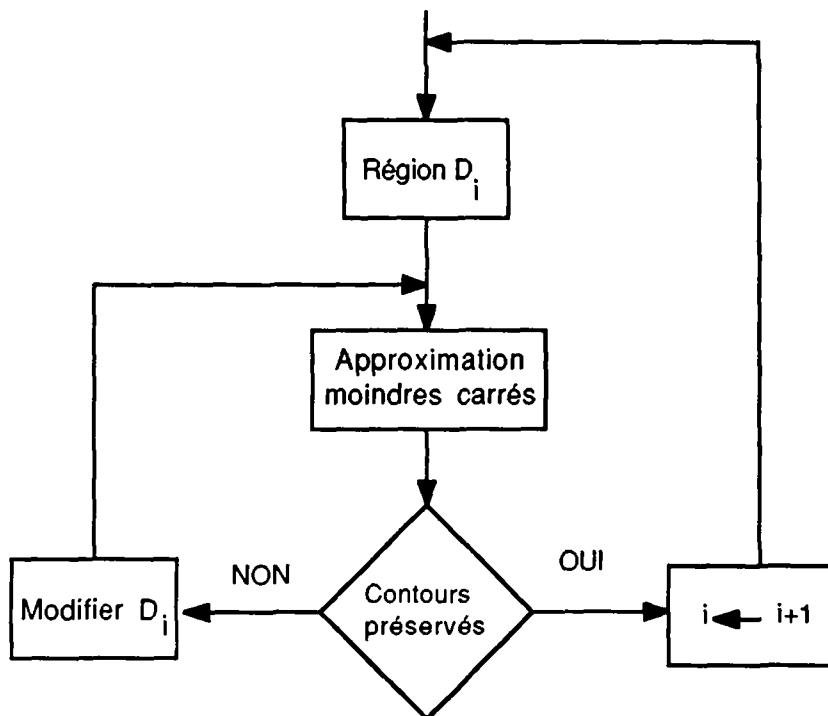 Région D_i
Approximation
moindres carrés
NON
OUI
Contours
préservés
Modifier D_i
i ← i+1